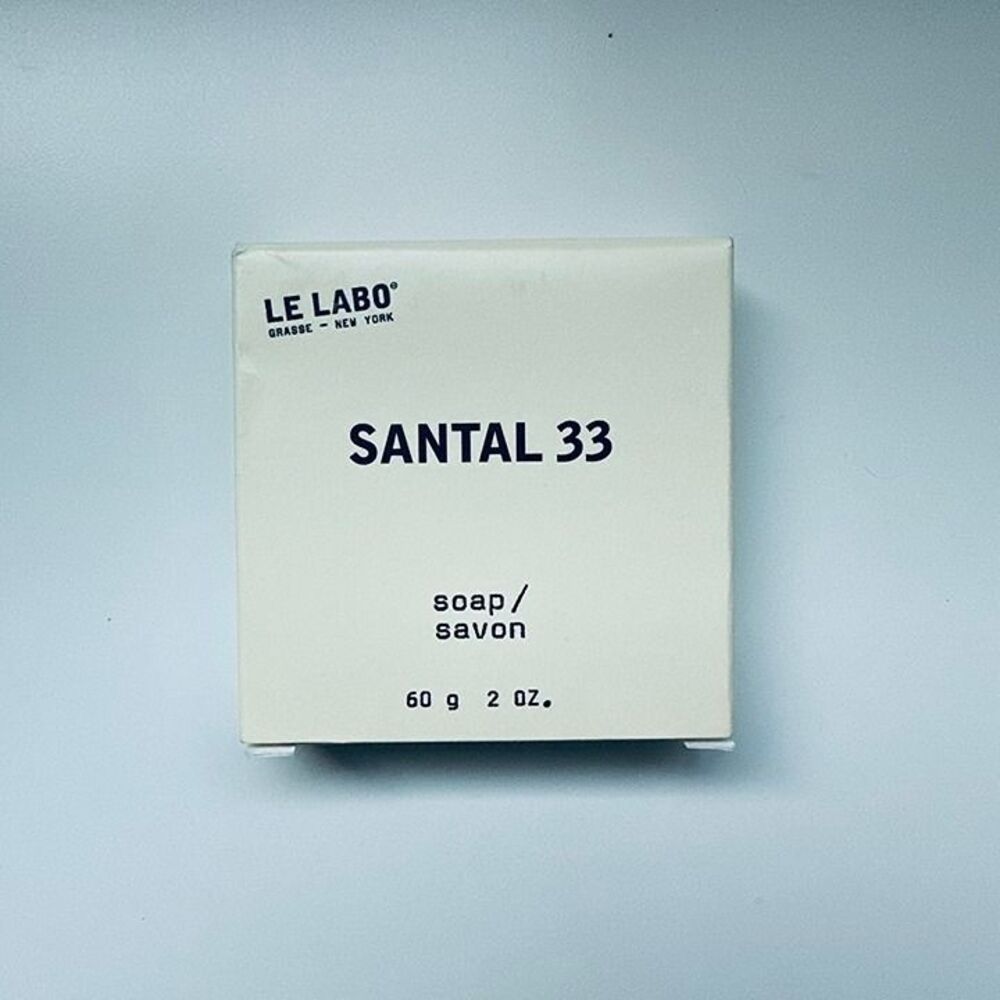 LE LABO®
GRASSE — NEW YORK
SANTAL 33
soap/
savon
60 g 2 OZ.